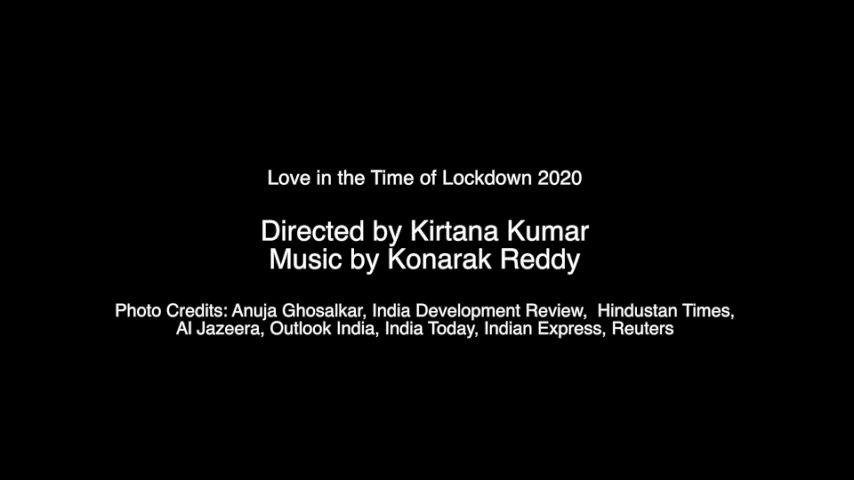 Love in the Time of Lockdown 2020
Directed by Kirtana Kumar
Music by Konarak Reddy
Photo Credits: Anuja Ghosalkar, India Development Review,  Hindustan Times,
Al Jazeera, Outlook India, India Today, Indian Express, Reuters